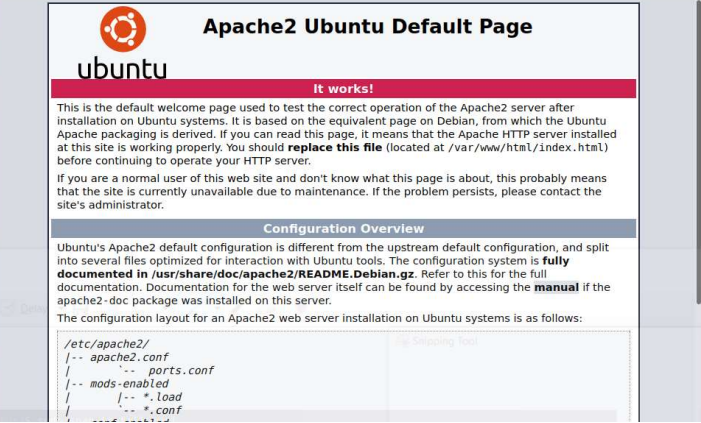 Apache2 Ubuntu Default Page
ubuntu
It works!
This is the default welcome page used to test the correct operation of the Apache2 server after
installation on Ubuntu systems. It is based on the equivalent page on Debian, from which the Ubuntu
Apache packaging is derived. If you can read this page, it means that the Apache HTTP server installed
at this site is working properly. You should replace this file (located at /var/www/html/index.html)
before continuing to operate your HTTP server.
If you are a normal user of this web site and don't know what this page is about, this probably means
that the site is currently unavailable due to maintenance. If the problem persists, please contact the
site's administrator.
Configuration Overview
Ubuntu's Apache2 default configuration is different from the upstream default configuration, and split
into several files optimized for interaction with Ubuntu tools. The configuration system is fully
documented in /usr/share/doc/apache2/README.Debian.gz. Refer to this for the full
documentation. Documentation for the web server itself can be found by accessing the manual if the
apache2-doc package was installed on this server.
The configuration layout for an Apache2 web server installation on Ubuntu systems is as follows:
/etc/apache2/
|-- apache2.conf
Snipping Tool
|       `--  ports.conf
|-- mods-enabled
|       |-- *.load
|       `-- *.conf